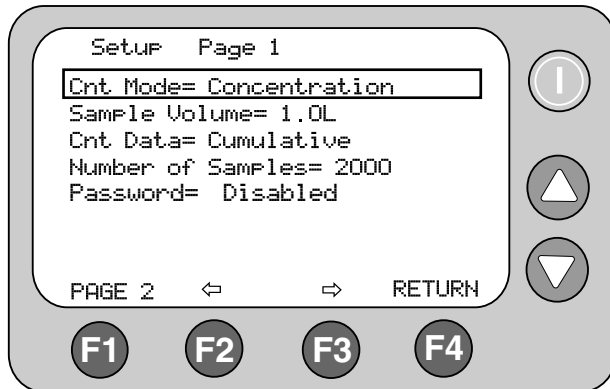 Setup Page 1
Cnt Mode= Concentration
Sample Volume= 1.0L
Cnt Data= Cumulative
Number of Samples= 2000
Password= Disabled
PAGE 2 ⇦ ⇨ RETURN
F1 F2 F3 F4